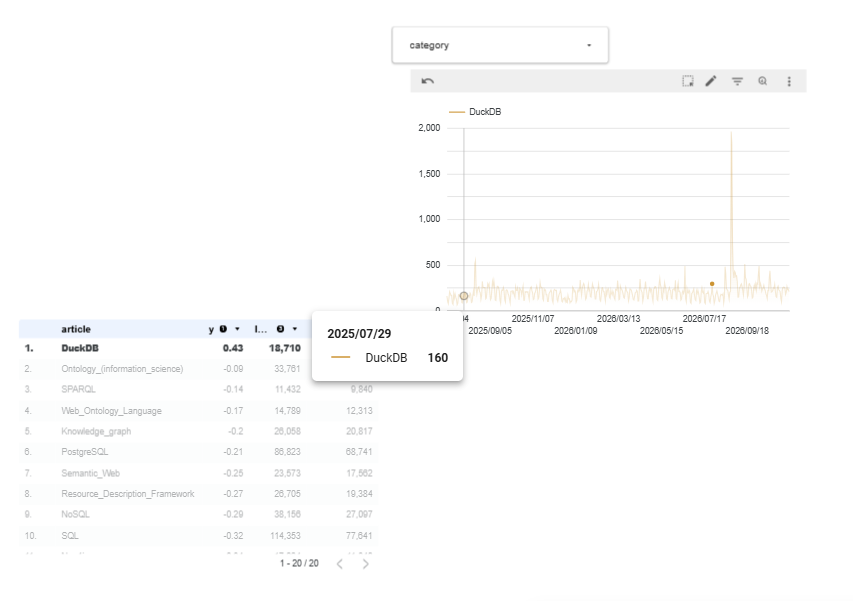 category
DuckDB
2,000
1,500
1,000
500
0
2025/11/07 2026/03/13 2026/07/17
2025/09/05 2026/01/09 2026/05/15 2026/09/18
2025/07/29
DuckDB 160
article y 1 l... 3
1. DuckDB 0.43 18,710
2. Ontology_(information_science) -0.09 33,761
3. SPARQL -0.14 11,432 9,840
4. Web_Ontology_Language -0.17 14,789 12,313
5. Knowledge_graph -0.2 26,058 20,817
6. PostgreSQL -0.21 86,823 68,741
7. Semantic_Web -0.25 23,573 17,562
8. Resource_Description_Framework -0.27 26,705 19,384
9. NoSQL -0.29 38,156 27,097
10. SQL -0.32 114,353 77,641
1 - 20 / 20